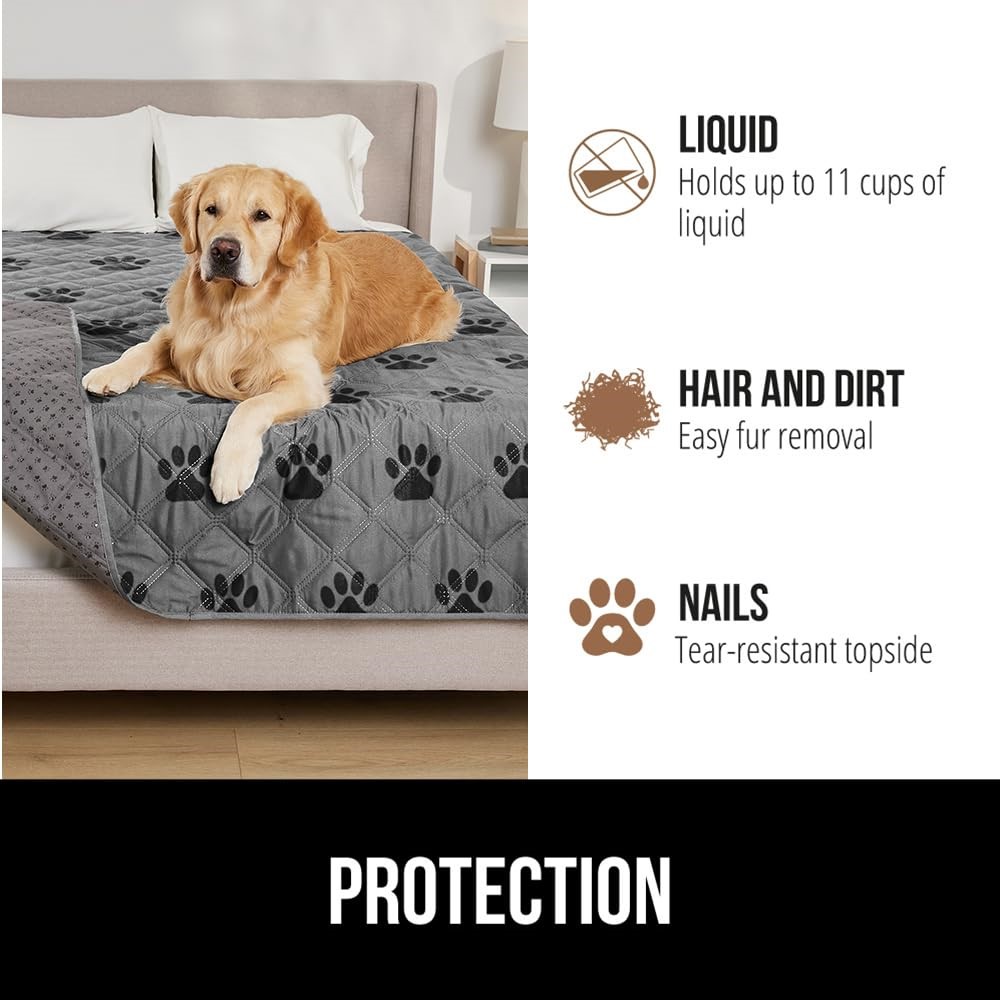 LIQUID
Holds up to 11 cups of
liquid
HAIR AND DIRT
Easy fur removal
NAILS
Tear-resistant topside
PROTECTION